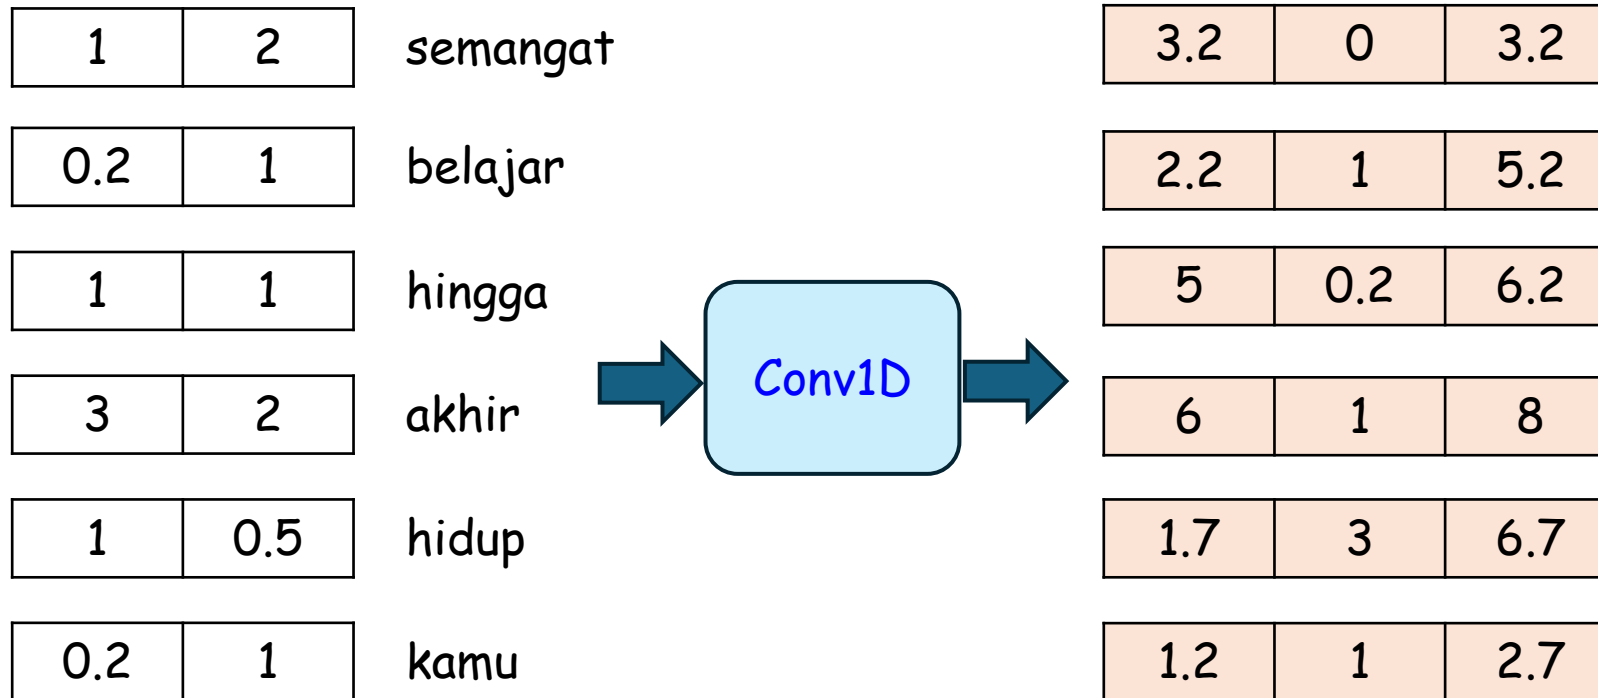 1 2 semangat 3.2 0 3.2
0.2 1 belajar 2.2 1 5.2
1 1 hingga 5 0.2 6.2
Conv1D
3 2 akhir 6 1 8
1 0.5 hidup 1.7 3 6.7
0.2 1 kamu 1.2 1 2.7